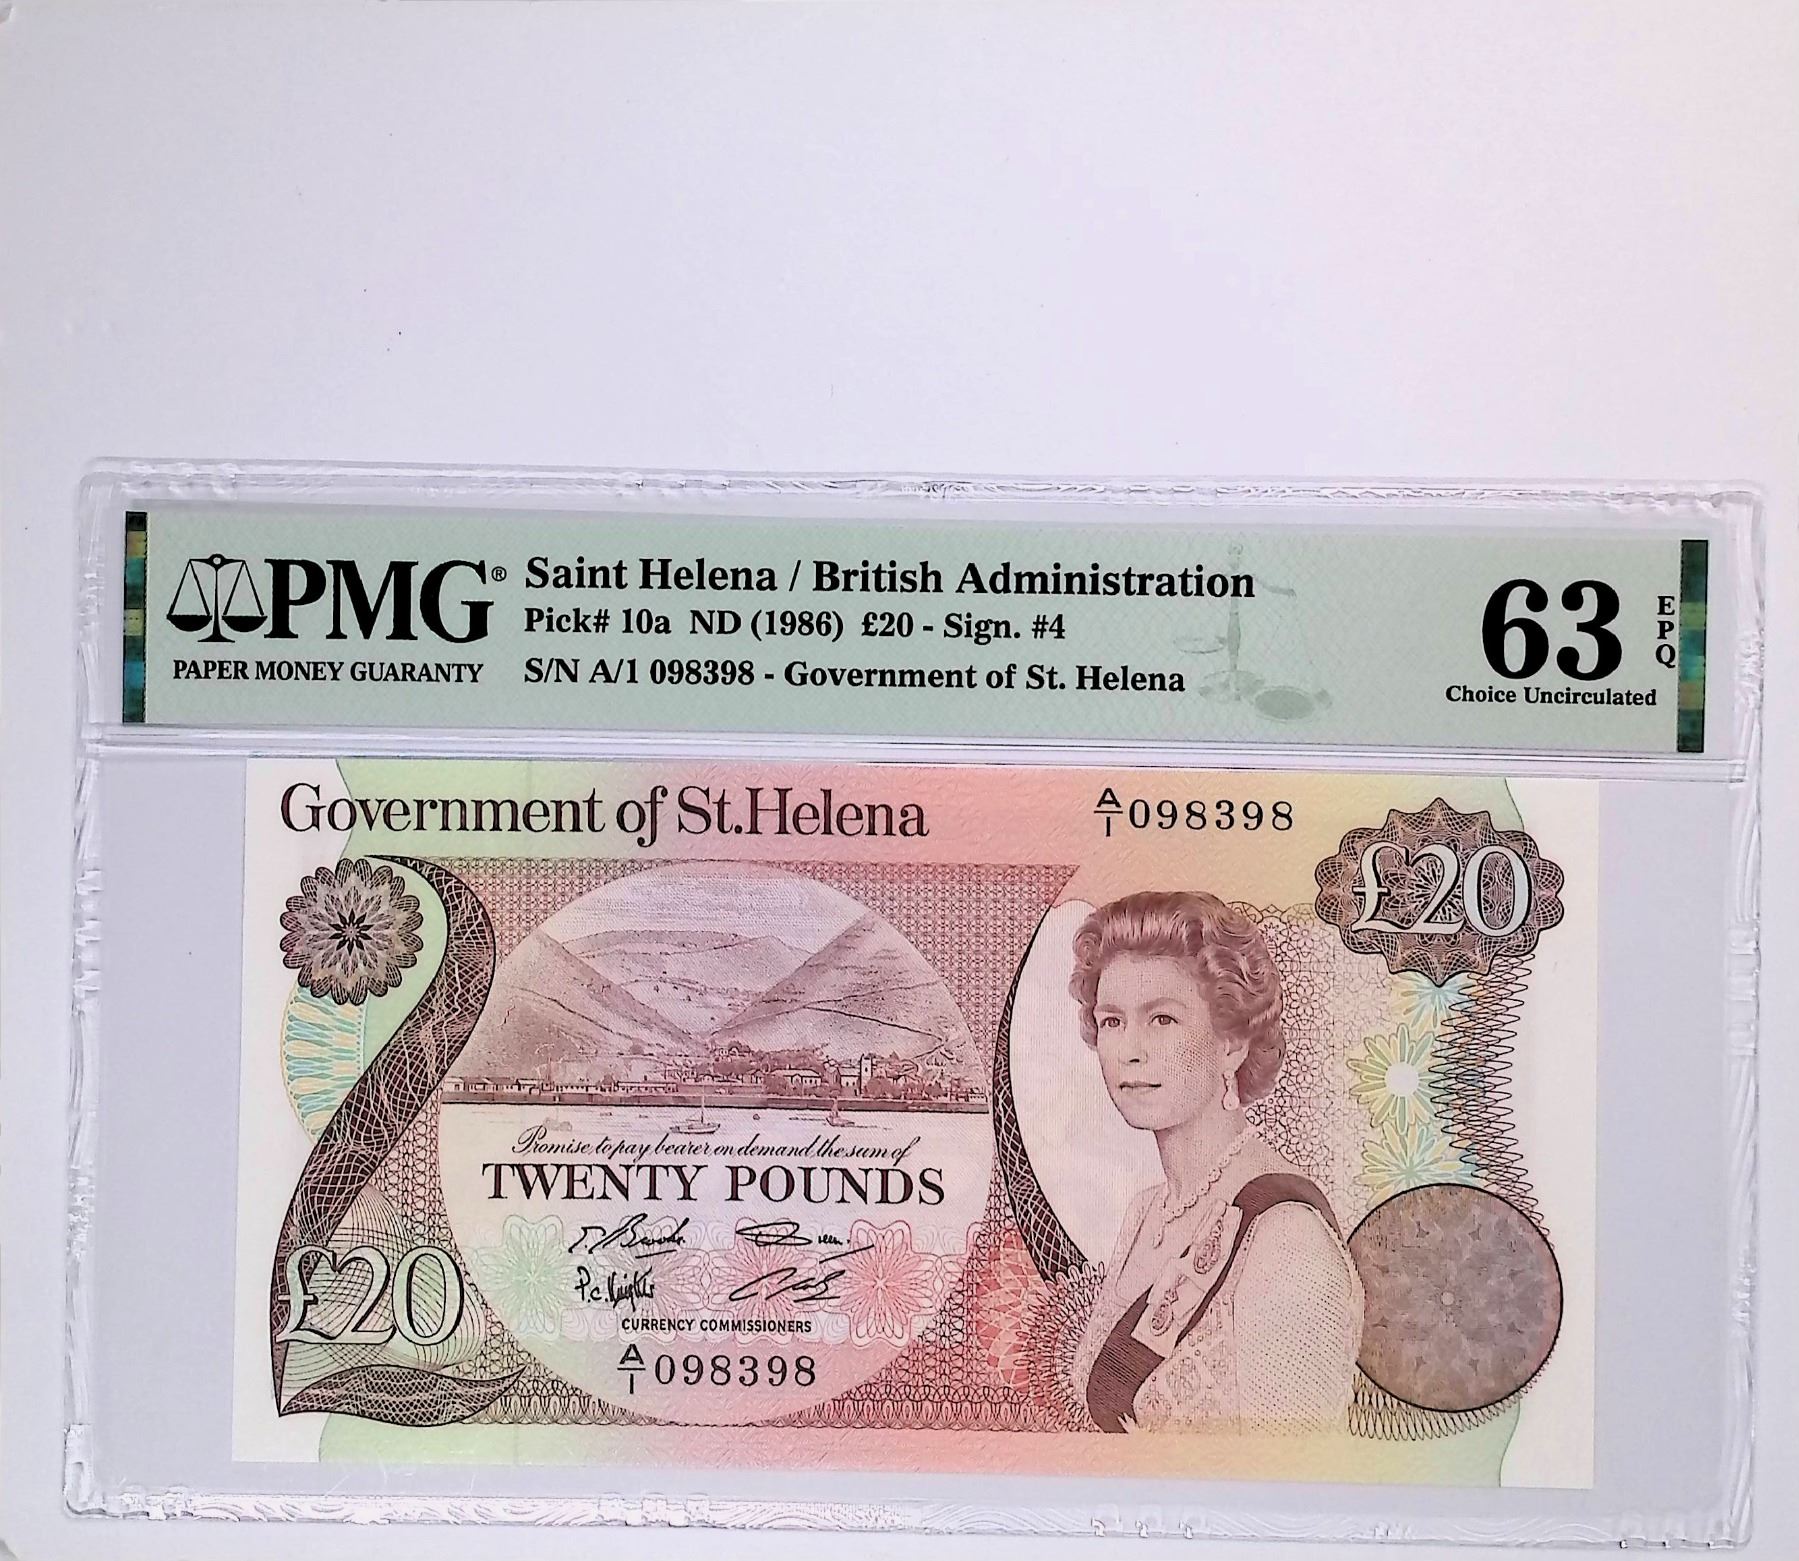 PMG®
PAPER MONEY GUARANTY
Saint Helena / British Administration
Pick# 10a ND (1986) £20 - Sign. #4
S/N A/1 098398 - Government of St. Helena
63
EPQ
Choice Uncirculated
Government of St.Helena
A/1 098398
£20
Promise to pay bearer on demand the sum of
TWENTY POUNDS
£20
CURRENCY COMMISSIONERS
A/1 098398